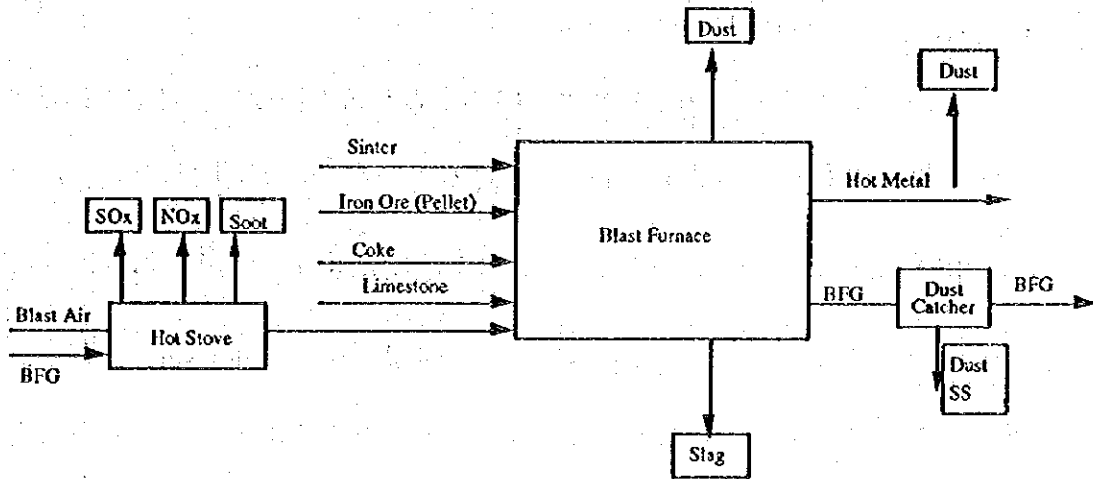 Dust
Dust
Sinter
Hot Metal
Iron Ore (Pellet)
SOx
NOx
Soot
Blast Furnace
Coke
Limestone
BFG
Dust
Catcher
BFG
Blast Air
Hot Stove
BFG
Dust
SS
Slag